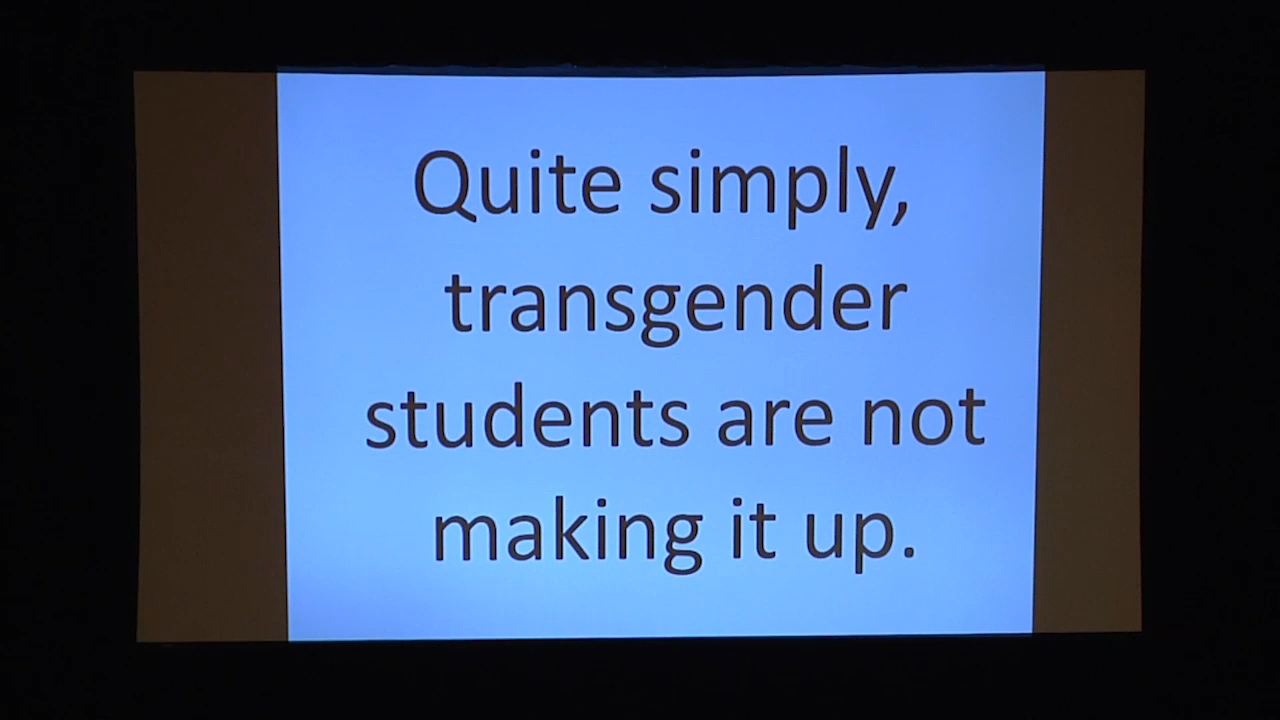 Quite simply,
transgender
students are not
making it up.